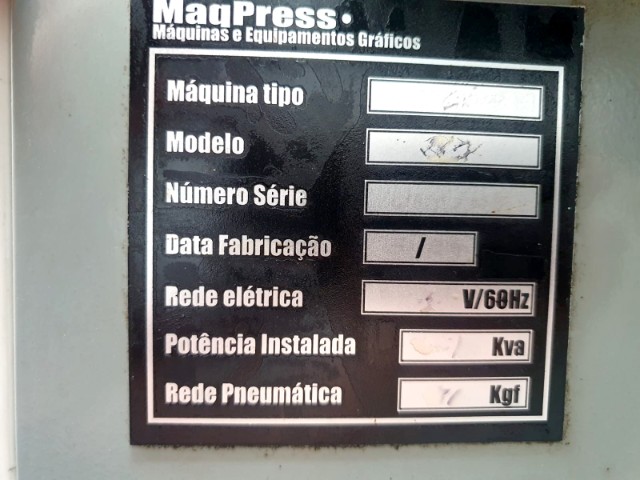 MaqPress.
Máquinas e Equipamentos Gráficos
Máquina tipo
Modelo
Número Série
Data Fabricação /
Rede elétrica V/60Hz
Potência Instalada Kva
Rede Pneumática Kgf